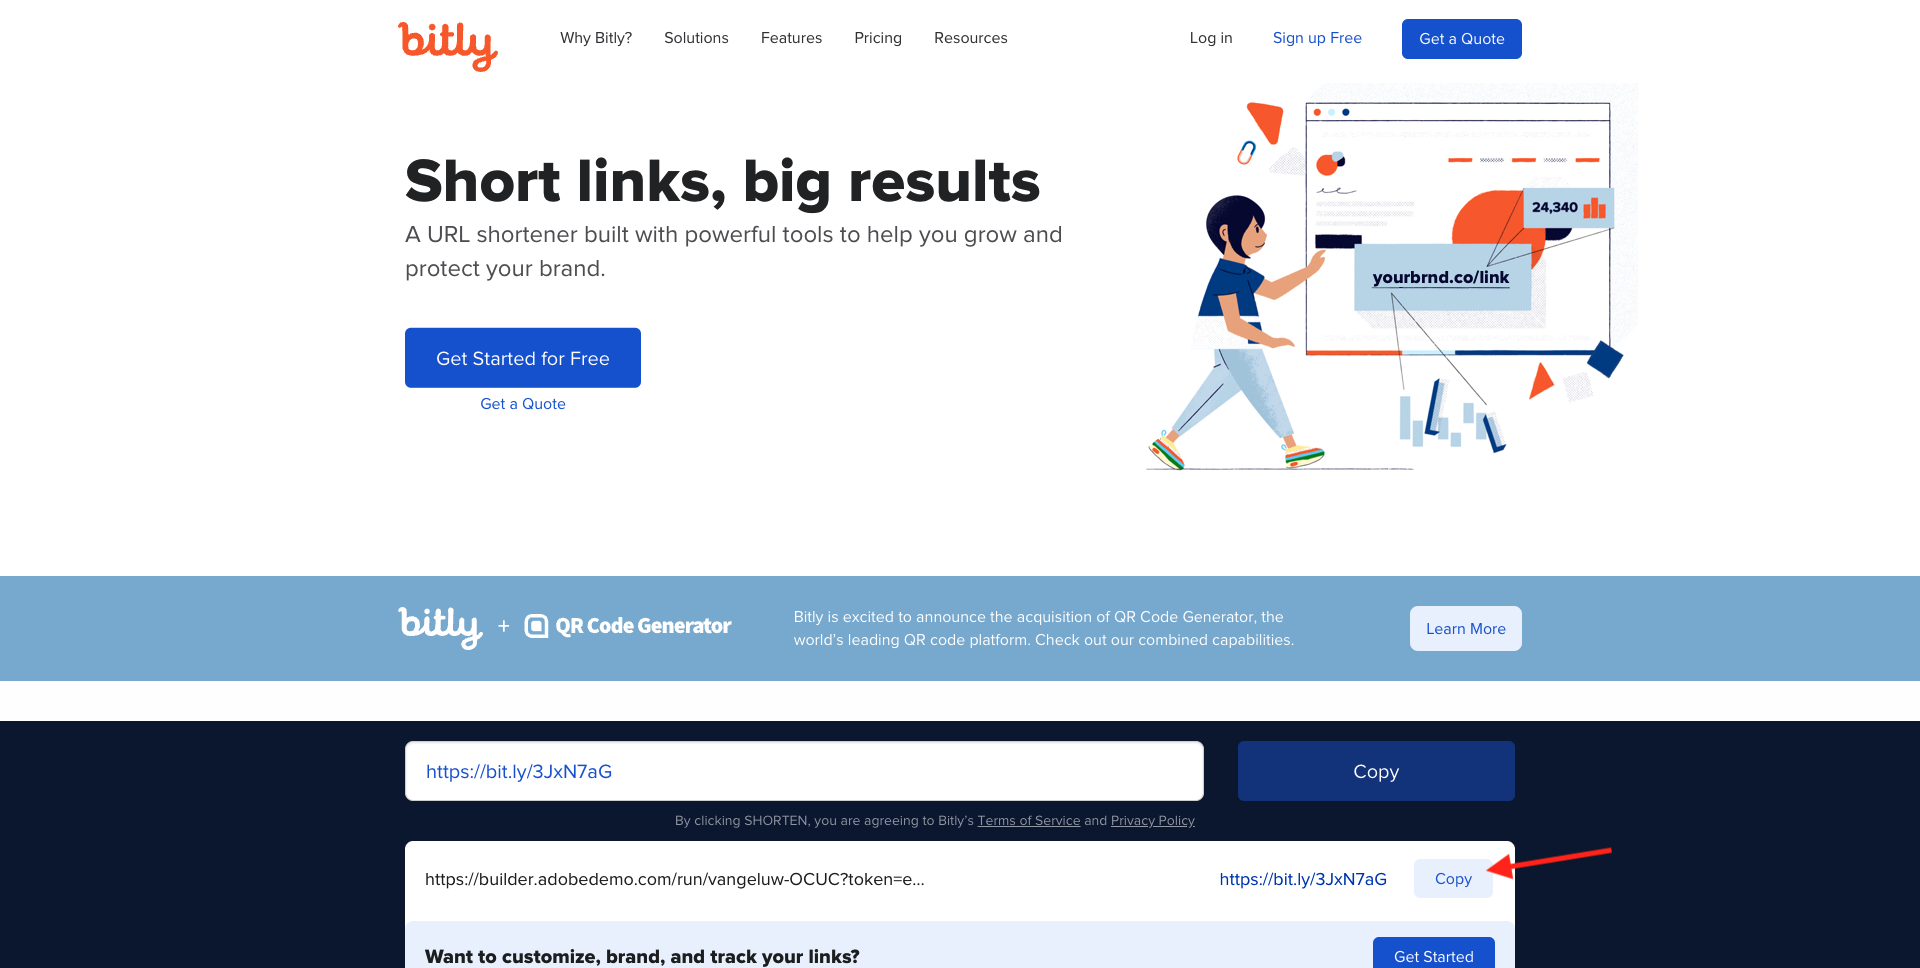 bitly
Why Bitly?
Solutions
Features
Pricing
Resources
Log in
Sign up Free
Get a Quote
Short links, big results
A URL shortener built with powerful tools to help you grow and
protect your brand.
Get Started for Free
Get a Quote
24,340
yourbrnd.co/link
bitly + QR Code Generator
Bitly is excited to announce the acquisition of QR Code Generator, the
world’s leading QR code platform. Check out our combined capabilities.
Learn More
https://bit.ly/3JxN7aG
Copy
By clicking SHORTEN, you are agreeing to Bitly’s Terms of Service and Privacy Policy
https://builder.adobedemo.com/run/vangeluw-OCUC?token=e...
https://bit.ly/3JxN7aG
Copy
Want to customize, brand, and track your links?
Get Started